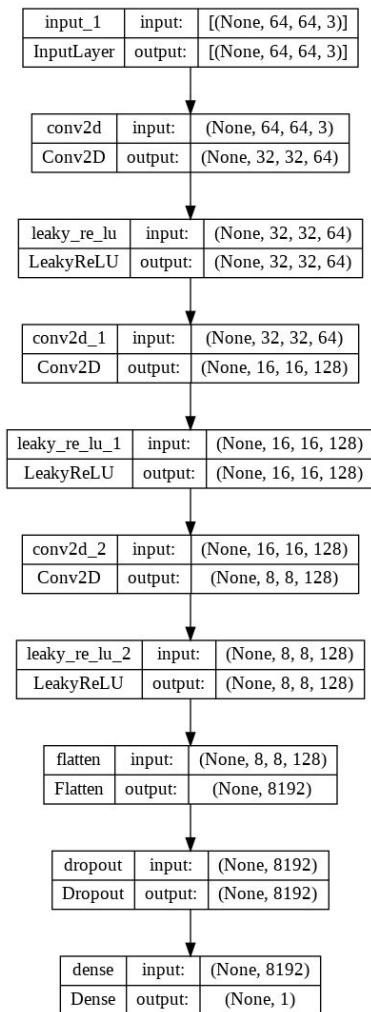 input_1 input: [(None, 64, 64, 3)]
InputLayer output: [(None, 64, 64, 3)]
conv2d input: (None, 64, 64, 3)
Conv2D output: (None, 32, 32, 64)
leaky_re_lu input: (None, 32, 32, 64)
LeakyReLU output: (None, 32, 32, 64)
conv2d_1 input: (None, 32, 32, 64)
Conv2D output: (None, 16, 16, 128)
leaky_re_lu_1 input: (None, 16, 16, 128)
LeakyReLU output: (None, 16, 16, 128)
conv2d_2 input: (None, 16, 16, 128)
Conv2D output: (None, 8, 8, 128)
leaky_re_lu_2 input: (None, 8, 8, 128)
LeakyReLU output: (None, 8, 8, 128)
flatten input: (None, 8, 8, 128)
Flatten output: (None, 8192)
dropout input: (None, 8192)
Dropout output: (None, 8192)
dense input: (None, 8192)
Dense output: (None, 1)